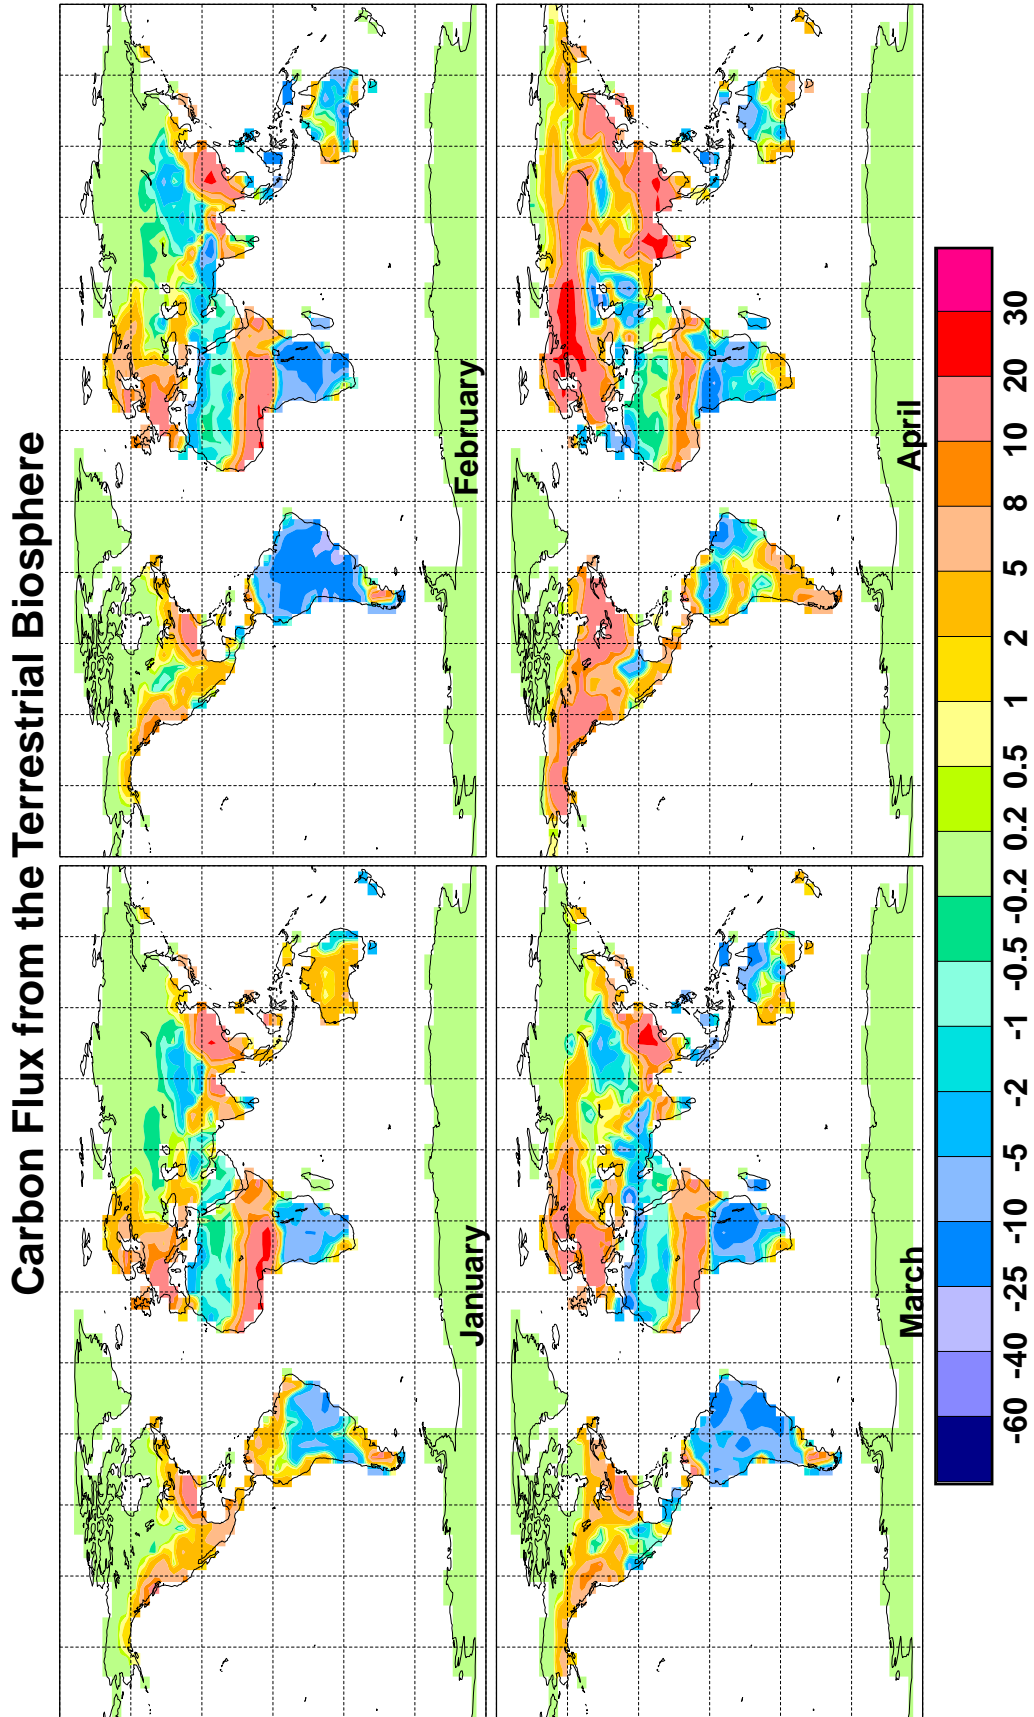 Carbon Flux from the Terrestrial Biosphere
January
February
March
April
-60 -40 -25 -10 -5 -2 -1 -0.5 -0.2 0.2 0.5 1 2 5 8 10 20 30